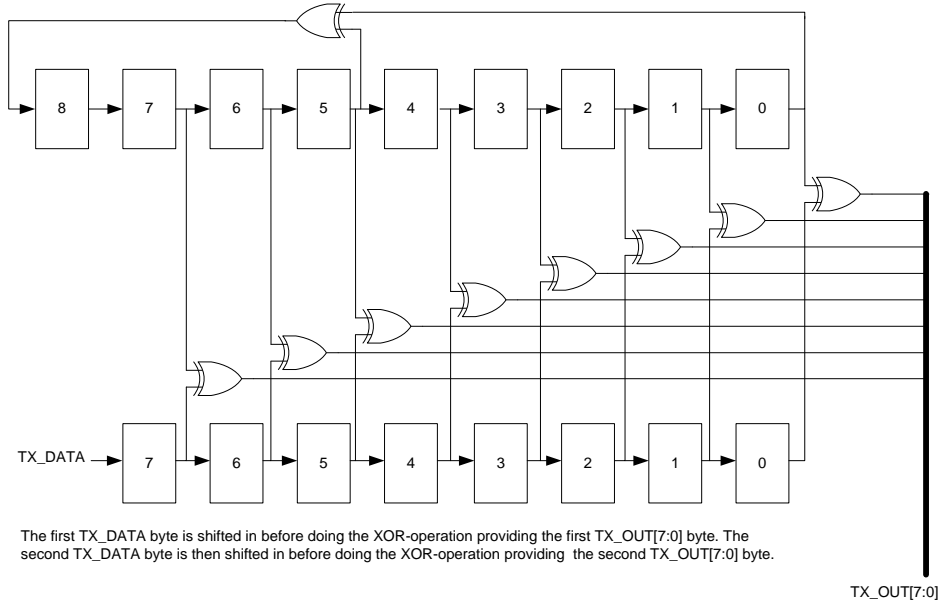 8 7 6 5 4 3 2 1 0
TX_DATA 7 6 5 4 3 2 1 0
The first TX_DATA byte is shifted in before doing the XOR-operation providing the first TX_OUT[7:0] byte. The
second TX_DATA byte is then shifted in before doing the XOR-operation providing the second TX_OUT[7:0] byte.
TX_OUT[7:0]